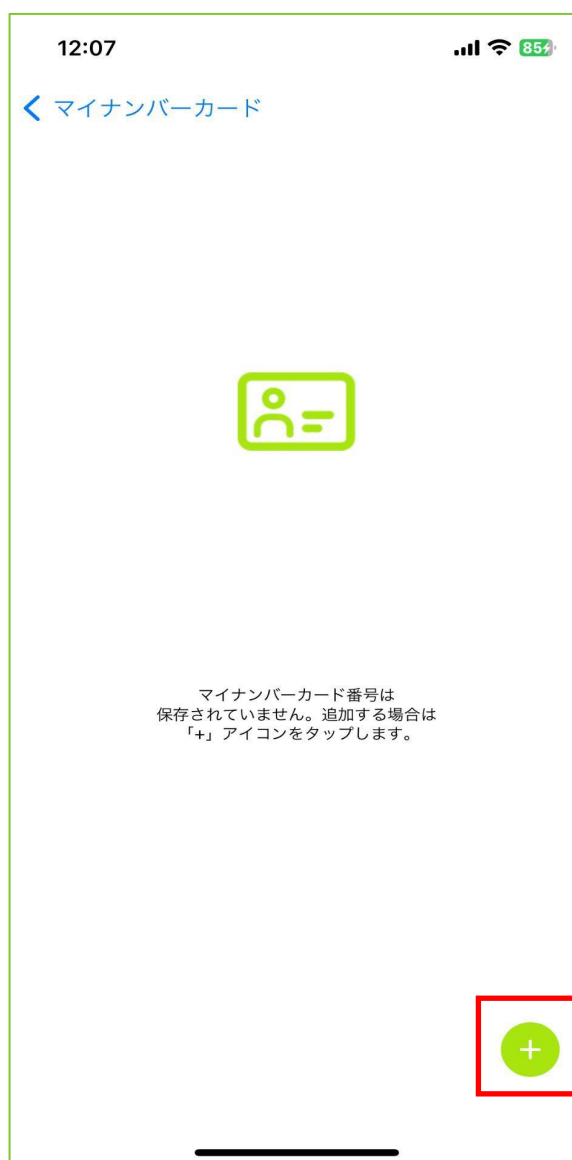 12:07
85
マイナンバーカード
マイナンバーカード番号は
保存されていません。追加する場合は
「+」アイコンをタップします。
+